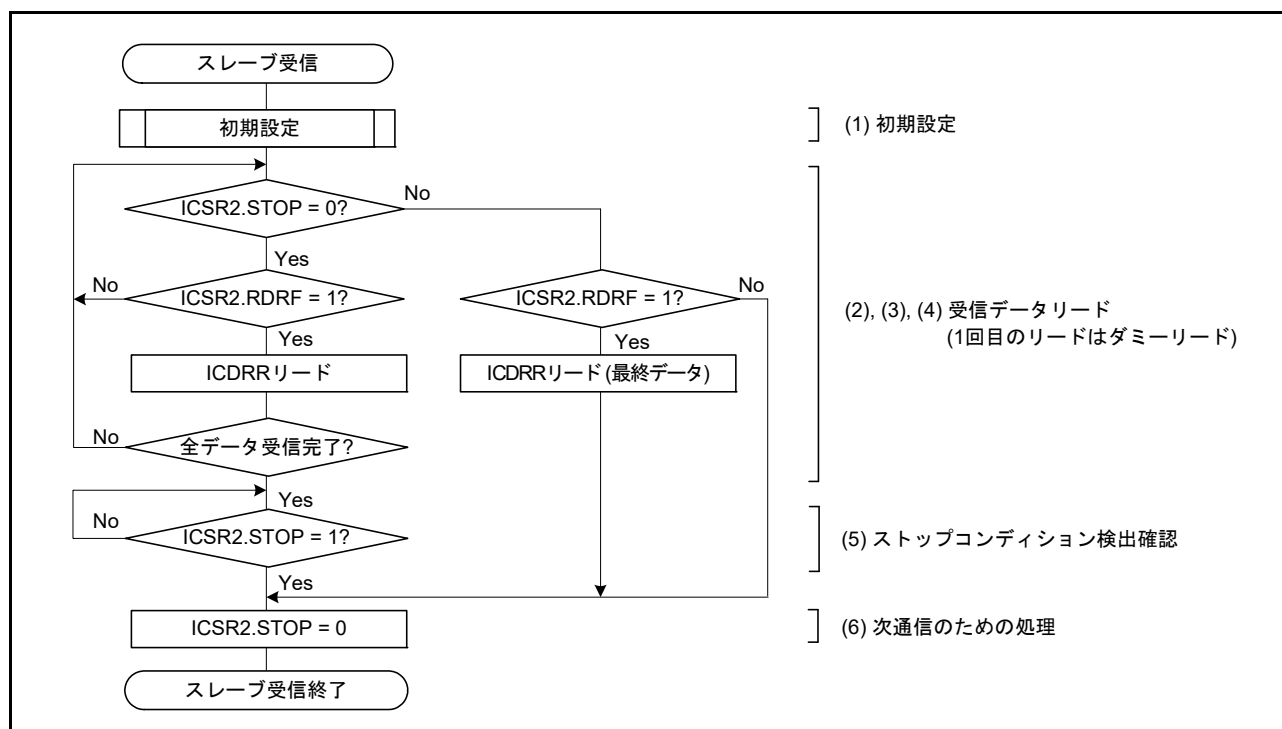 スレーブ受信
初期設定
(1) 初期設定
ICSR2.STOP = 0?
No
Yes
No
ICSR2.RDRF = 1?
ICSR2.RDRF = 1?
No
Yes
Yes
(2), (3), (4) 受信データリード
(1回目のリードはダミーリード)
ICDRRリード
ICDRRリード (最終データ)
No
全データ受信完了?
Yes
No
ICSR2.STOP = 1?
(5) ストップコンディション検出確認
Yes
ICSR2.STOP = 0
(6) 次通信のための処理
スレーブ受信終了